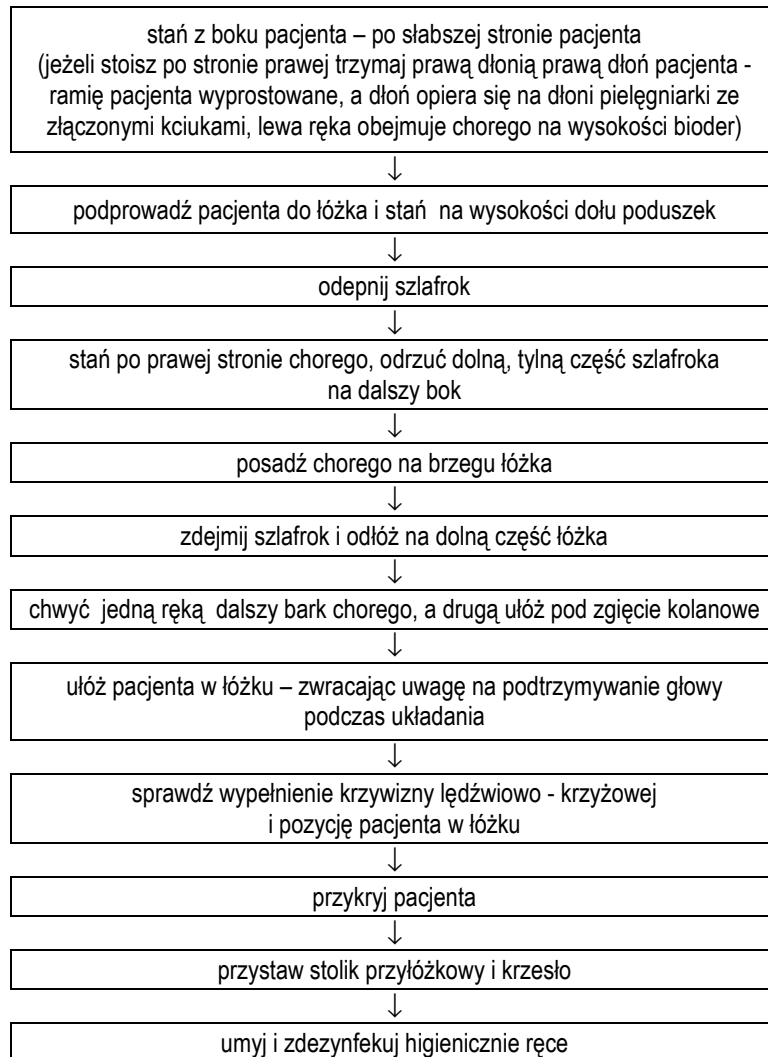 stań z boku pacjenta – po słabszej stronie pacjenta
(jeżeli stoisz po stronie prawej trzymaj prawą dłonią prawą dłoń pacjenta -
ramię pacjenta wyprostowane, a dłoń opiera się na dłoni pielęgniarki ze
złączonymi kciukami, lewa ręka obejmuje chorego na wysokości bioder)
↓
podprowadź pacjenta do łóżka i stań na wysokości dołu poduszek
↓
odepnij szlafrok
↓
stań po prawej stronie chorego, odrzuć dolną, tylną część szlafroka
na dalszy bok
↓
posadź chorego na brzegu łóżka
↓
zdejmij szlafrok i odłóż na dolną część łóżka
↓
chwyć jedną ręką dalszy bark chorego, a drugą ułóż pod zgięcie kolanowe
↓
ułóż pacjenta w łóżku – zwracając uwagę na podtrzymywanie głowy
podczas układania
↓
sprawdź wypełnienie krzywizny lędźwiowo - krzyżowej
i pozycję pacjenta w łóżku
↓
przykryj pacjenta
↓
przystaw stolik przyłóżkowy i krzesło
↓
umyj i zdezynfekuj higienicznie ręce